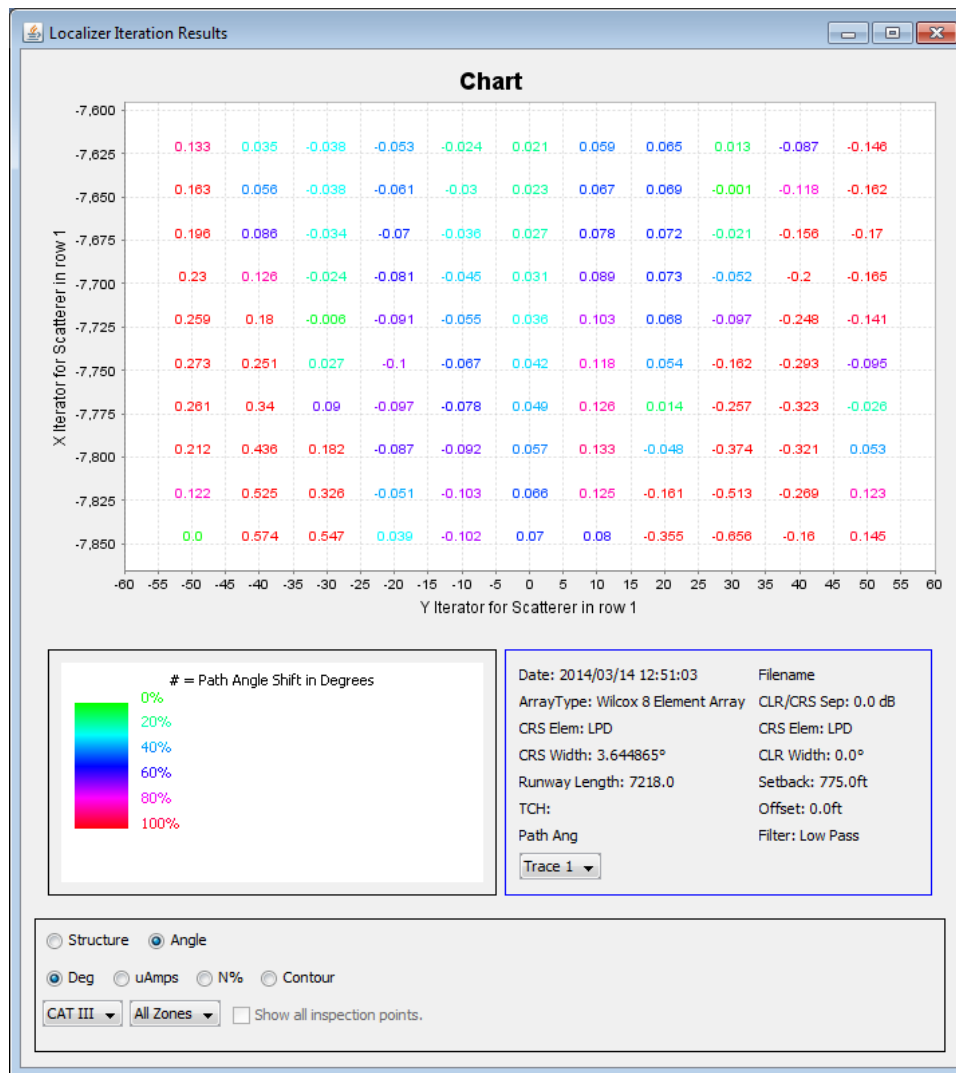 Localizer Iteration Results
Chart
-7,600
-7,625 0.133 0.035 -0.038 -0.053 -0.024 0.021 0.059 0.065 0.013 -0.087 -0.146
-7,650 0.163 0.056 -0.038 -0.061 -0.03 0.023 0.067 0.069 -0.001 -0.118 -0.162
-7,675 0.196 0.086 -0.034 -0.07 -0.036 0.027 0.078 0.072 -0.021 -0.156 -0.17
-7,700 0.23 0.126 -0.024 -0.081 -0.045 0.031 0.089 0.073 -0.052 -0.2 -0.165
-7,725 0.259 0.18 -0.006 -0.091 -0.055 0.036 0.103 0.068 -0.097 -0.248 -0.141
-7,750 0.273 0.251 0.027 -0.1 -0.067 0.042 0.118 0.054 -0.162 -0.293 -0.095
-7,775 0.261 0.34 0.09 -0.097 -0.078 0.049 0.126 0.014 -0.257 -0.323 -0.026
-7,800 0.212 0.436 0.182 -0.087 -0.092 0.057 0.133 -0.048 -0.374 -0.321 0.053
-7,825 0.122 0.525 0.326 -0.051 -0.103 0.066 0.125 -0.161 -0.513 -0.269 0.123
-7,850 0.0 0.574 0.547 0.039 -0.102 0.07 0.08 -0.355 -0.656 -0.16 0.145
X Iterator for Scatterer in row 1
-60 -55 -50 -45 -40 -35 -30 -25 -20 -15 -10 -5 0 5 10 15 20 25 30 35 40 45 50 55 60
Y Iterator for Scatterer in row 1
# = Path Angle Shift in Degrees
0%
20%
40%
60%
80%
100%
Date: 2014/03/14 12:51:03 Filename
ArrayType: Wilcox 8 Element Array CLR/CRS Sep: 0.0 dB
CRS Elem: LPD CRS Elem: LPD
CRS Width: 3.644865° CLR Width: 0.0°
Runway Length: 7218.0 Setback: 775.0ft
TCH: Offset: 0.0ft
Path Ang Filter: Low Pass
Trace 1
Structure Angle
Deg uAmps N% Contour
CAT III All Zones Show all inspection points.